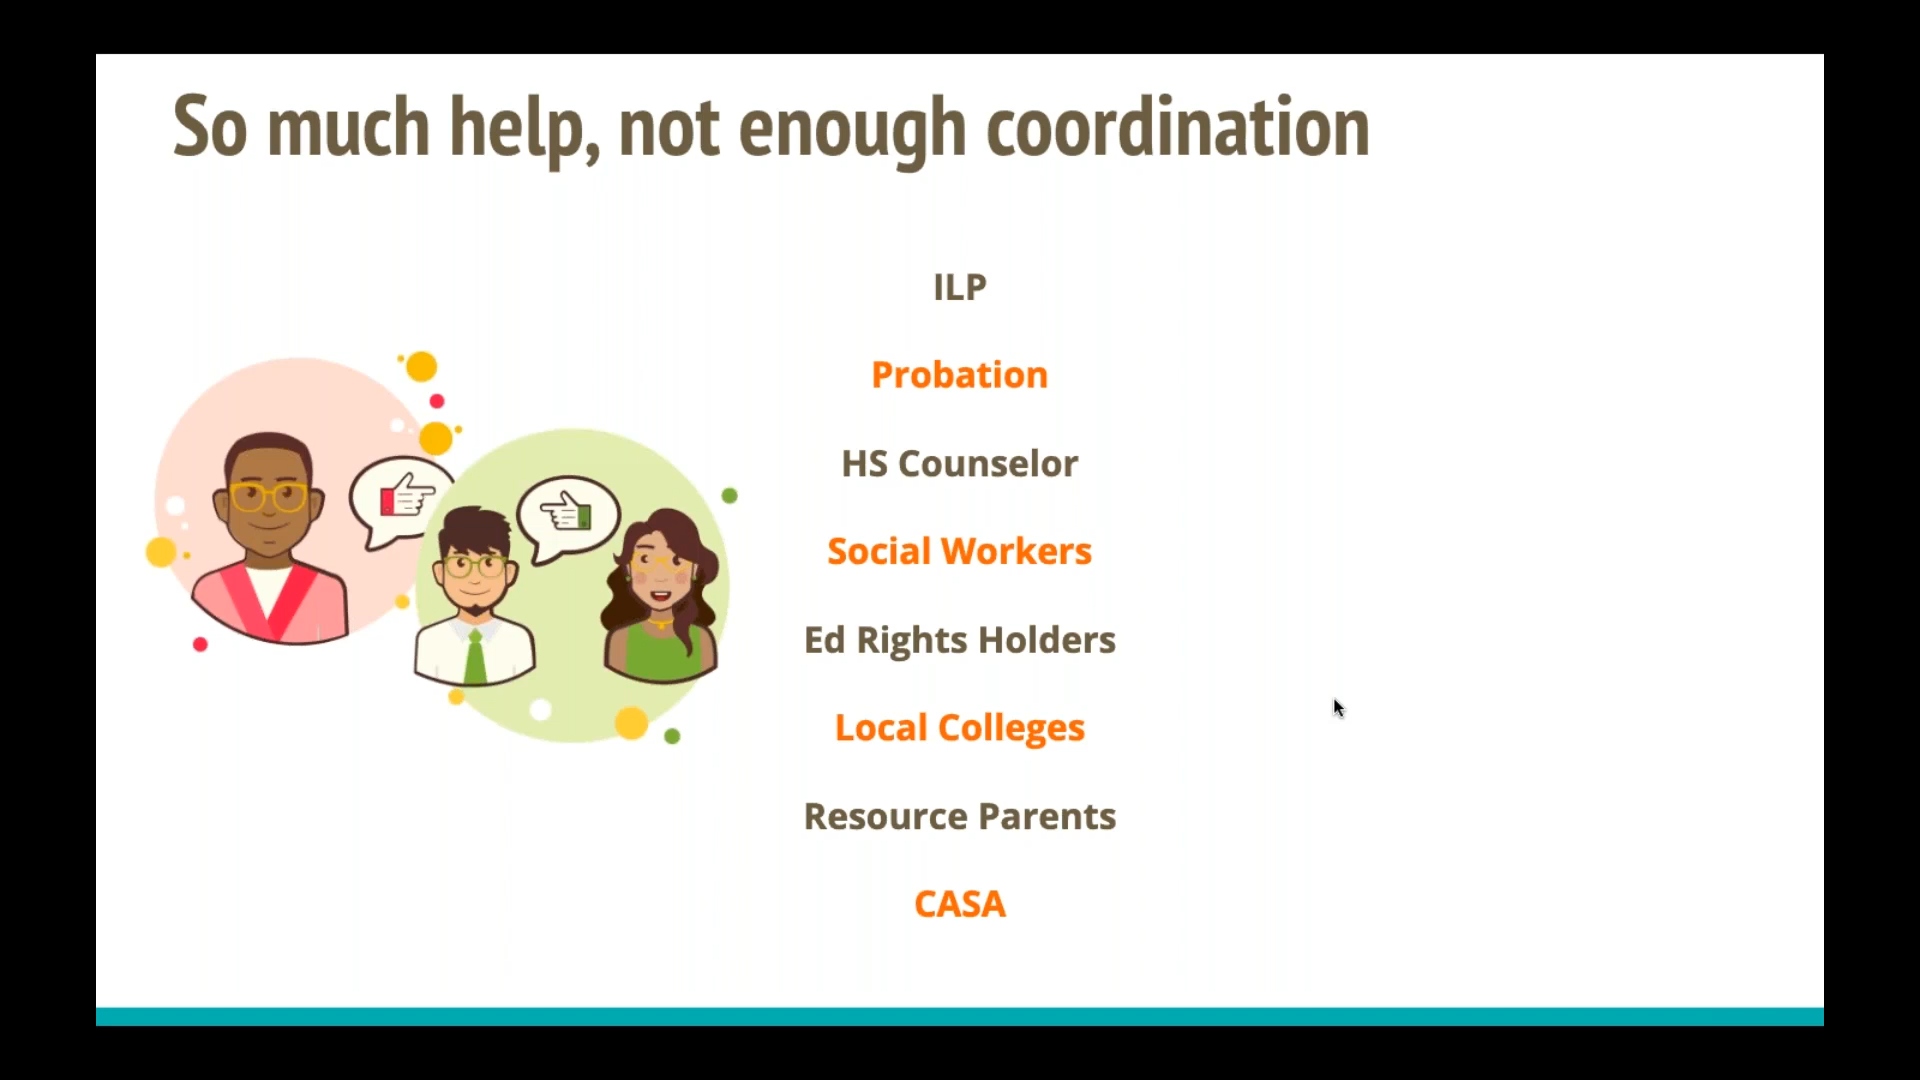 So much help, not enough coordination
ILP
Probation
HS Counselor
Social Workers
Ed Rights Holders
Local Colleges
Resource Parents
CASA